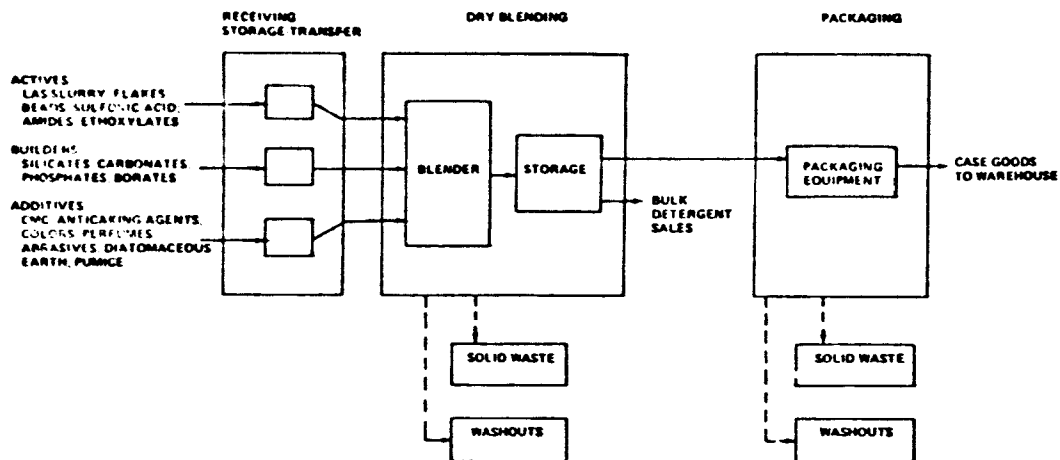 RECEIVING
STORAGE TRANSFER
DRY BLENDING
PACKAGING
ACTIVES
LAS SLURRY, FLAKES
BEADS, SULFONIC ACID,
AMIDES, ETHOXYLATES
BUILDERS
SILICATES, CARBONATES,
PHOSPHATES, BORATES
ADDITIVES
CMC, ANTICAKING AGENTS,
COLORS, PERFUMES,
ABRASIVES, DIATOMACEOUS
EARTH, PUMICE
BLENDER
STORAGE
BULK
DETERGENT
SALES
PACKAGING
EQUIPMENT
CASE GOODS
TO WAREHOUSE
SOLID WASTE
WASHOUTS
SOLID WASTE
WASHOUTS